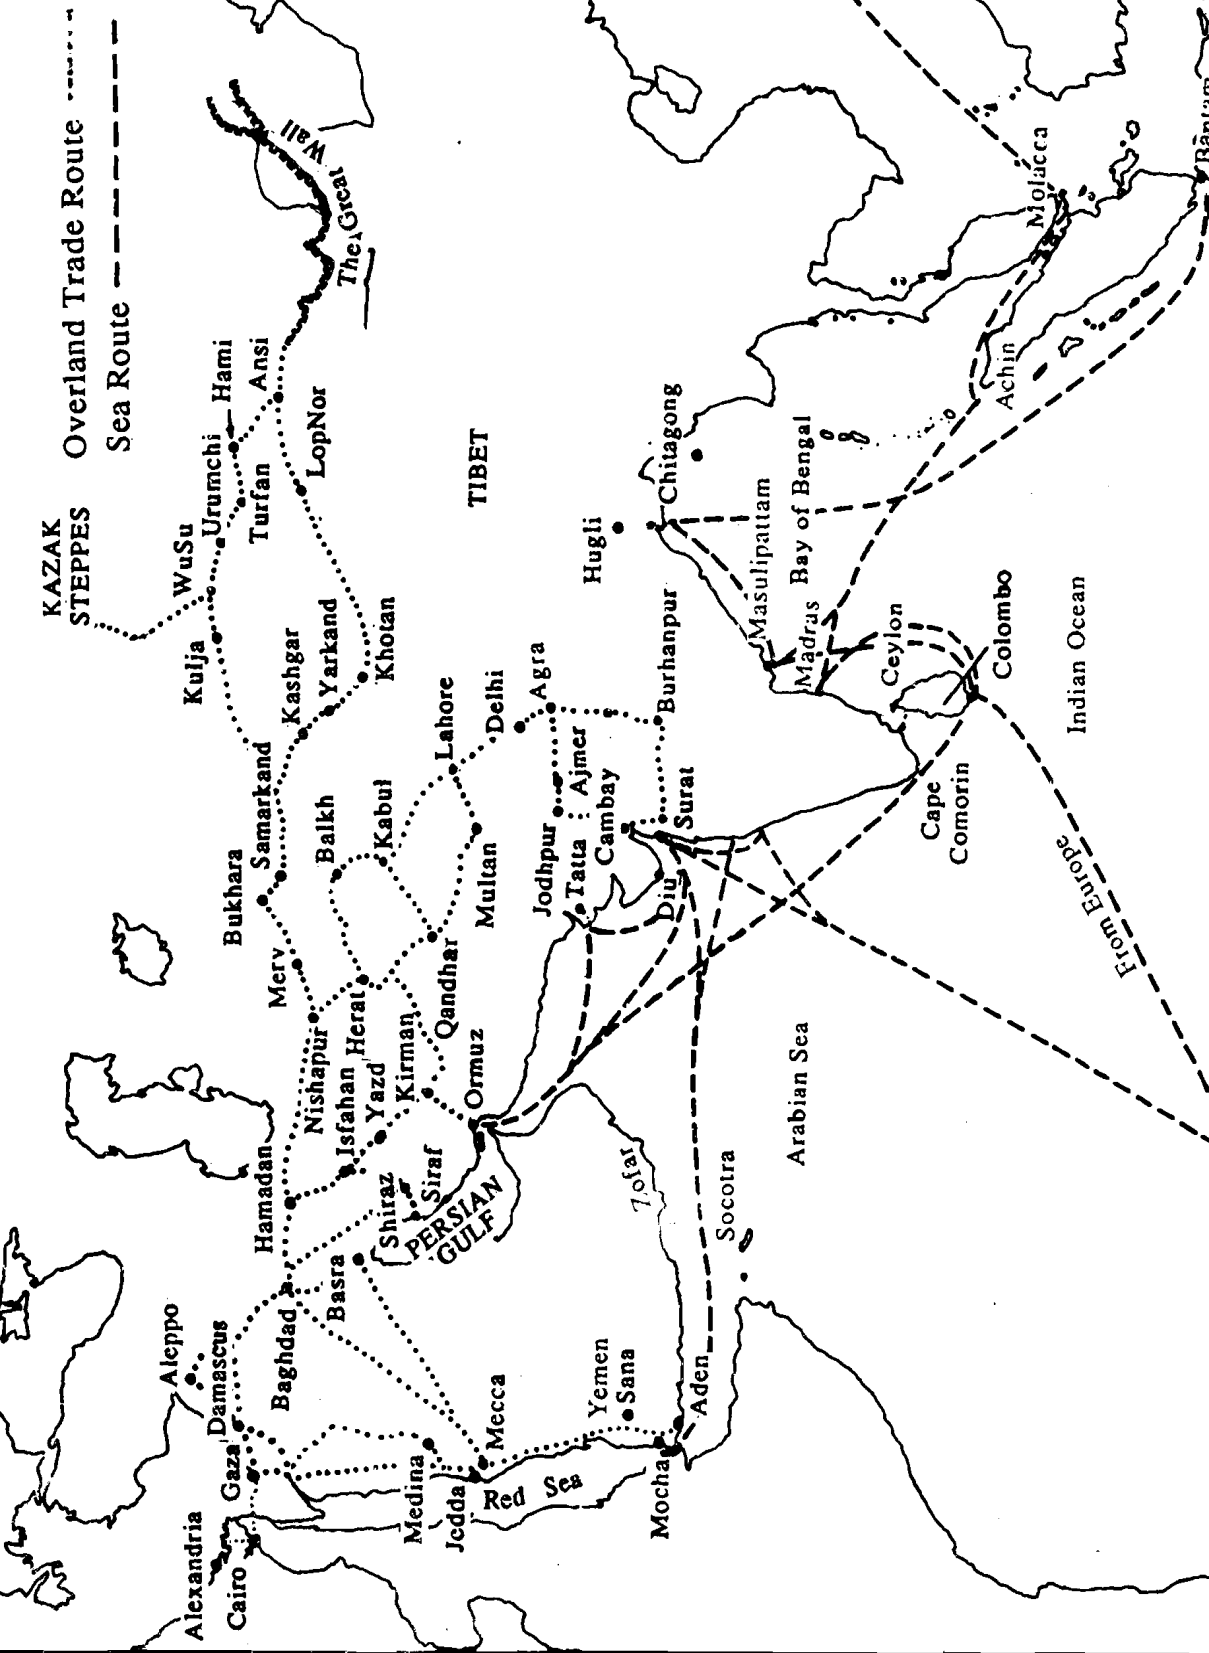 KAZAK
STEPPES
Overland Trade Route
Sea Route
Aleppo
WuSu
Alexandria
Kulja
Damascus
Urumchi
Hami
Cairo
Gaza
Bukhara
Samarkand
Turfan
Ansi
Hamadan
Merv
Kashgar
LopNor
The Great
Wall
Baghdad
Nishapur
Balkh
Yarkand
Basra
Isfahan
Herat
Kabul
Khotan
Shiraz
Yazd
Medina
Siraf
Kirman
Qandhar
Lahore
PERSIAN
GULF
Jedda
Ormuz
Multan
Delhi
TIBET
Mecca
Red Sea
Jodhpur
Agra
Tatta
Ajmer
Yemen
Sana
Cambay
Hugli
Mocha
Zofar
Diu
Surat
Burhanpur
Chitagong
Aden
Socotra
Masulipattam
Arabian Sea
Madras
Bay of Bengal
Ceylon
Cape
Comorin
Colombo
Achin
Molacca
From Europe
Indian Ocean
Bântam